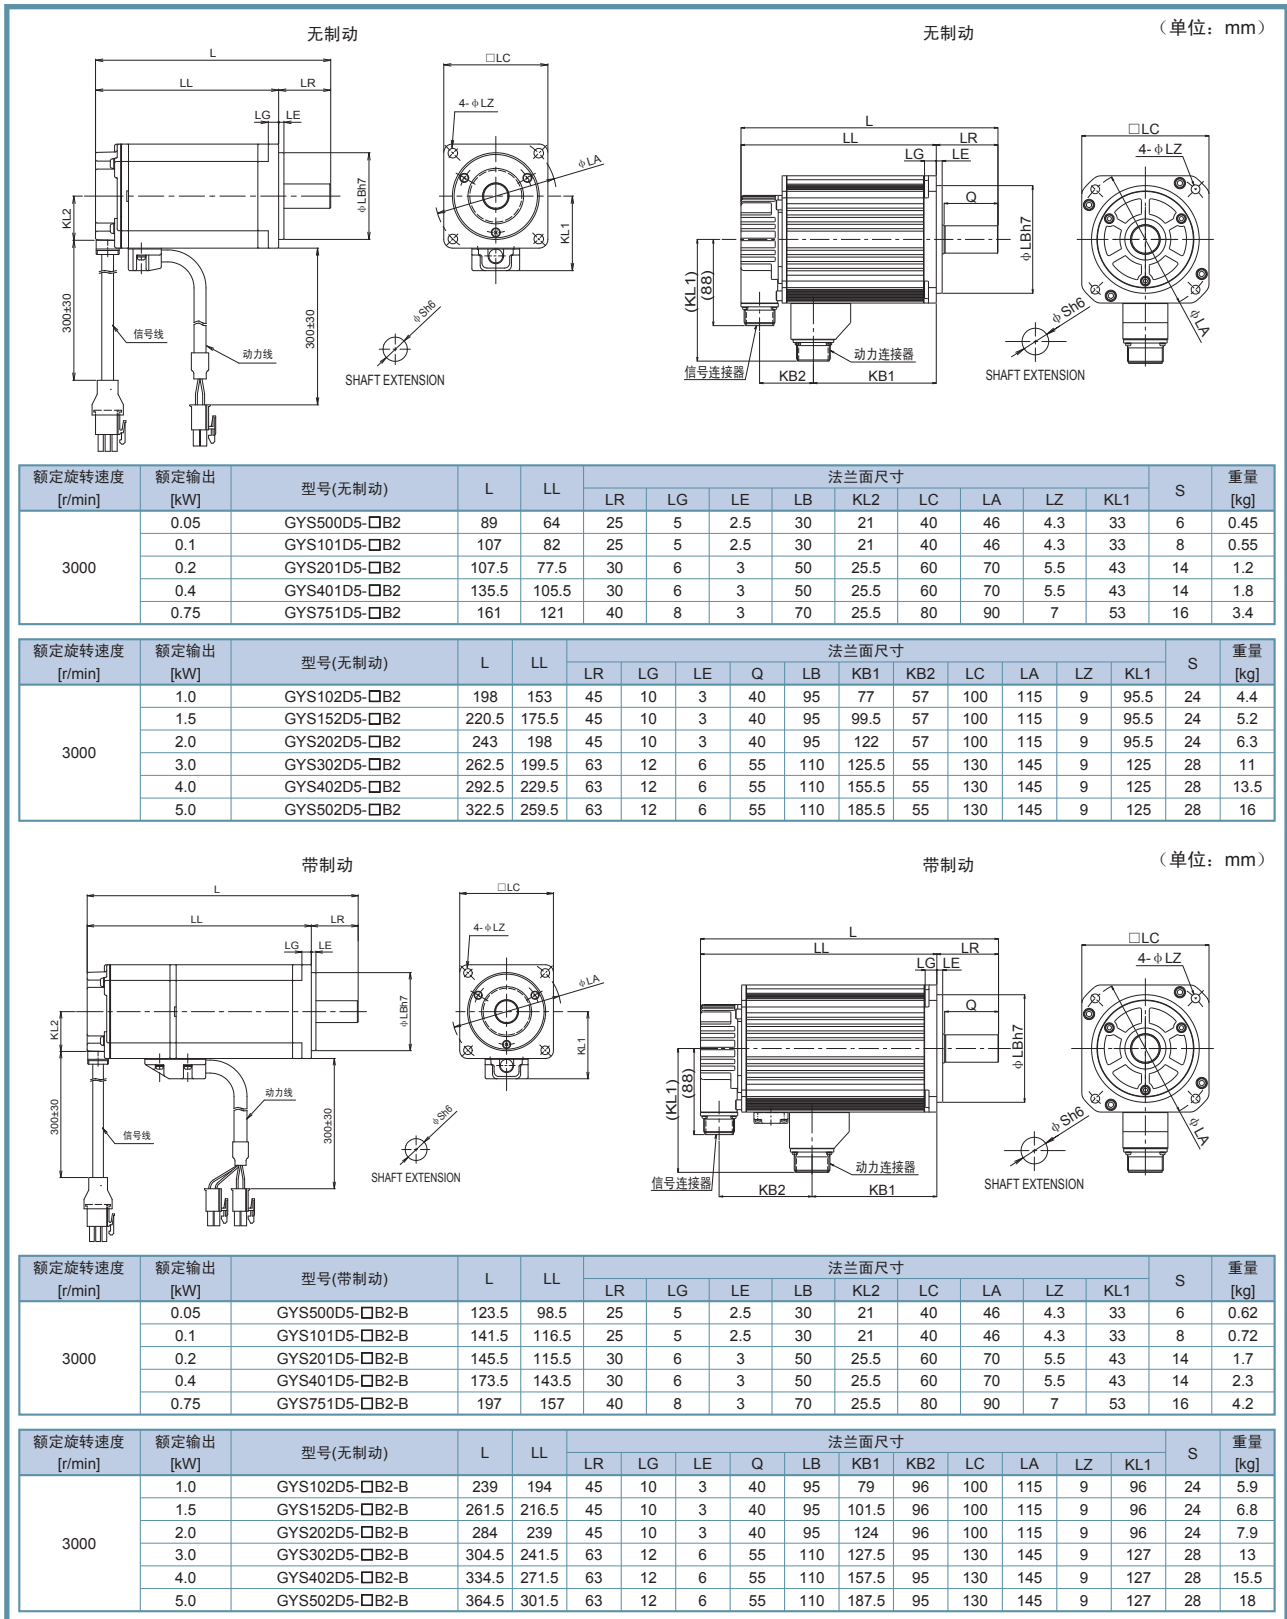 无制动
无制动
（单位：mm）
L
LL
LR
LG
LE
KL2
φLBh7
300±30
300±30
信号线
动力线
□LC
4-φLZ
φLA
KL1
φSh6
SHAFT EXTENSION
L
LL
LR
LG
LE
Q
φLBh7
(KL1)
(88)
信号连接器
动力连接器
KB2
KB1
□LC
4-φLZ
φLA
φSh6
SHAFT EXTENSION
额定旋转速度 额定输出 型号(无制动) L LL 法兰面尺寸 S 重量
[r/min] [kW] LR LG LE LB KL2 LC LA LZ KL1 [kg]
0.05 GYS500D5-□B2 89 64 25 5 2.5 30 21 40 46 4.3 33 6 0.45
0.1 GYS101D5-□B2 107 82 25 5 2.5 30 21 40 46 4.3 33 8 0.55
3000 0.2 GYS201D5-□B2 107.5 77.5 30 6 3 50 25.5 60 70 5.5 43 14 1.2
0.4 GYS401D5-□B2 135.5 105.5 30 6 3 50 25.5 60 70 5.5 43 14 1.8
0.75 GYS751D5-□B2 161 121 40 8 3 70 25.5 80 90 7 53 16 3.4
额定旋转速度 额定输出 型号(无制动) L LL 法兰面尺寸 S 重量
[r/min] [kW] LR LG LE Q LB KB1 KB2 LC LA LZ KL1 [kg]
1.0 GYS102D5-□B2 198 153 45 10 3 40 95 77 57 100 115 9 95.5 24 4.4
1.5 GYS152D5-□B2 220.5 175.5 45 10 3 40 95 99.5 57 100 115 9 95.5 24 5.2
2.0 GYS202D5-□B2 243 198 45 10 3 40 95 122 57 100 115 9 95.5 24 6.3
3000
3.0 GYS302D5-□B2 262.5 199.5 63 12 6 55 110 125.5 55 130 145 9 125 28 11
4.0 GYS402D5-□B2 292.5 229.5 63 12 6 55 110 155.5 55 130 145 9 125 28 13.5
5.0 GYS502D5-□B2 322.5 259.5 63 12 6 55 110 185.5 55 130 145 9 125 28 16
带制动
带制动
（单位：mm）
L
LL
LR
LG
LE
KL2
φLBh7
300±30
300±30
信号线
动力线
□LC
4-φLZ
φLA
KL1
φSh6
SHAFT EXTENSION
L
LL
LR
LG
LE
Q
φLBh7
(KL1)
(88)
信号连接器
动力连接器
KB2
KB1
□LC
4-φLZ
φLA
φSh6
SHAFT EXTENSION
额定旋转速度 额定输出 型号(带制动) L LL 法兰面尺寸 S 重量
[r/min] [kW] LR LG LE LB KL2 LC LA LZ KL1 [kg]
0.05 GYS500D5-□B2-B 123.5 98.5 25 5 2.5 30 21 40 46 4.3 33 6 0.62
0.1 GYS101D5-□B2-B 141.5 116.5 25 5 2.5 30 21 40 46 4.3 33 8 0.72
3000 0.2 GYS201D5-□B2-B 145.5 115.5 30 6 3 50 25.5 60 70 5.5 43 14 1.7
0.4 GYS401D5-□B2-B 173.5 143.5 30 6 3 50 25.5 60 70 5.5 43 14 2.3
0.75 GYS751D5-□B2-B 197 157 40 8 3 70 25.5 80 90 7 53 16 4.2
额定旋转速度 额定输出 型号(无制动) L LL 法兰面尺寸 S 重量
[r/min] [kW] LR LG LE Q LB KB1 KB2 LC LA LZ KL1 [kg]
1.0 GYS102D5-□B2-B 239 194 45 10 3 40 95 79 96 100 115 9 96 24 5.9
1.5 GYS152D5-□B2-B 261.5 216.5 45 10 3 40 95 101.5 96 100 115 9 96 24 6.8
2.0 GYS202D5-□B2-B 284 239 45 10 3 40 95 124 96 100 115 9 96 24 7.9
3000
3.0 GYS302D5-□B2-B 304.5 241.5 63 12 6 55 110 127.5 95 130 145 9 127 28 13
4.0 GYS402D5-□B2-B 334.5 271.5 63 12 6 55 110 157.5 95 130 145 9 127 28 15.5
5.0 GYS502D5-□B2-B 364.5 301.5 63 12 6 55 110 187.5 95 130 145 9 127 28 18